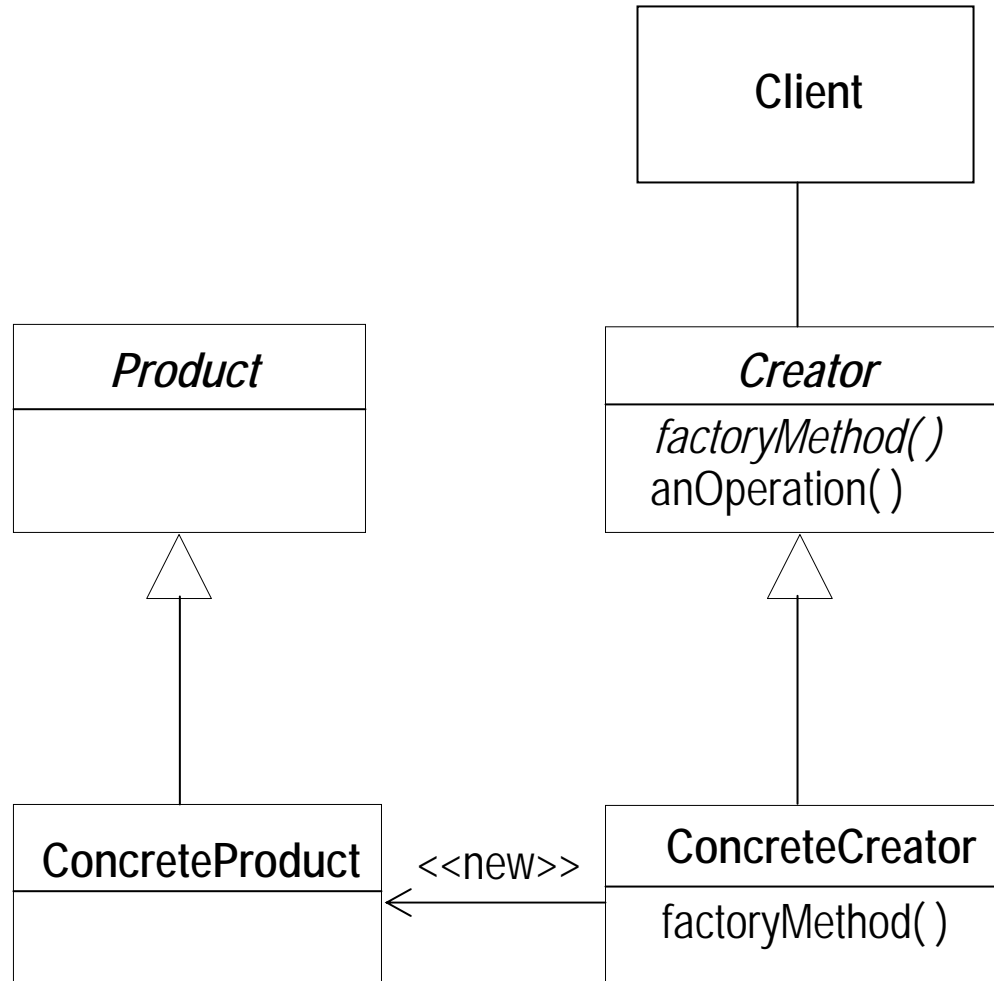 Client
Product
Creator
factoryMethod()
anOperation()
ConcreteProduct
<<new>>
ConcreteCreator
factoryMethod()